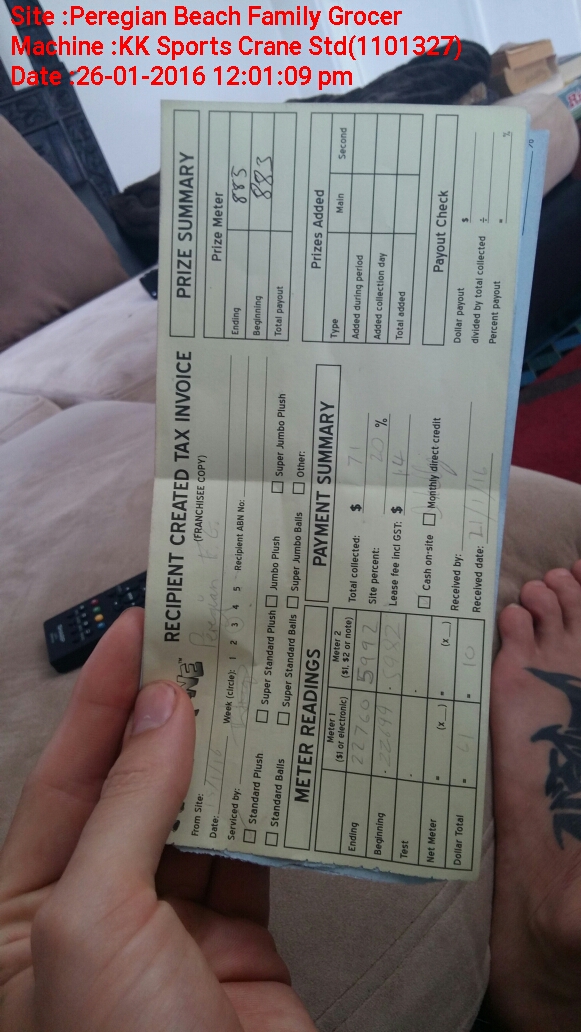 Site :Peregian Beach Family Grocer
Machine :KK Sports Crane Std(1101327)
Date :26-01-2016 12:01:09 pm
RECIPIENT CREATED TAX INVOICE
(FRANCHISEE COPY)
From Site: Peregian
Date: Week (circle): 1 2 3 4 5 Recipient ABN No:
Serviced by:
Standard Plush Super Standard Plush Jumbo Plush Super Jumbo Plush
Standard Balls Super Standard Balls Super Jumbo Balls Other:
METER READINGS
Meter 1 Meter 2
($1 or electronic) ($1, $2 or note)
Ending 22760 5992
Beginning 22699 5982
Test
Net Meter = (x ) = (x )
Dollar Total = 61 = 10
PAYMENT SUMMARY
Total collected: $ 71
Site percent: 20 %
Lease fee incl GST: $ 14
Cash on-site Monthly direct credit
Received by:
Received date: 21/1/16
PRIZE SUMMARY
Prize Meter
Ending 885
Beginning 883
Total payout
Prizes Added
Type Main Second
Added during period
Added collection day
Total added
Payout Check
Dollar payout $
divided by total collected ÷
Percent payout = %